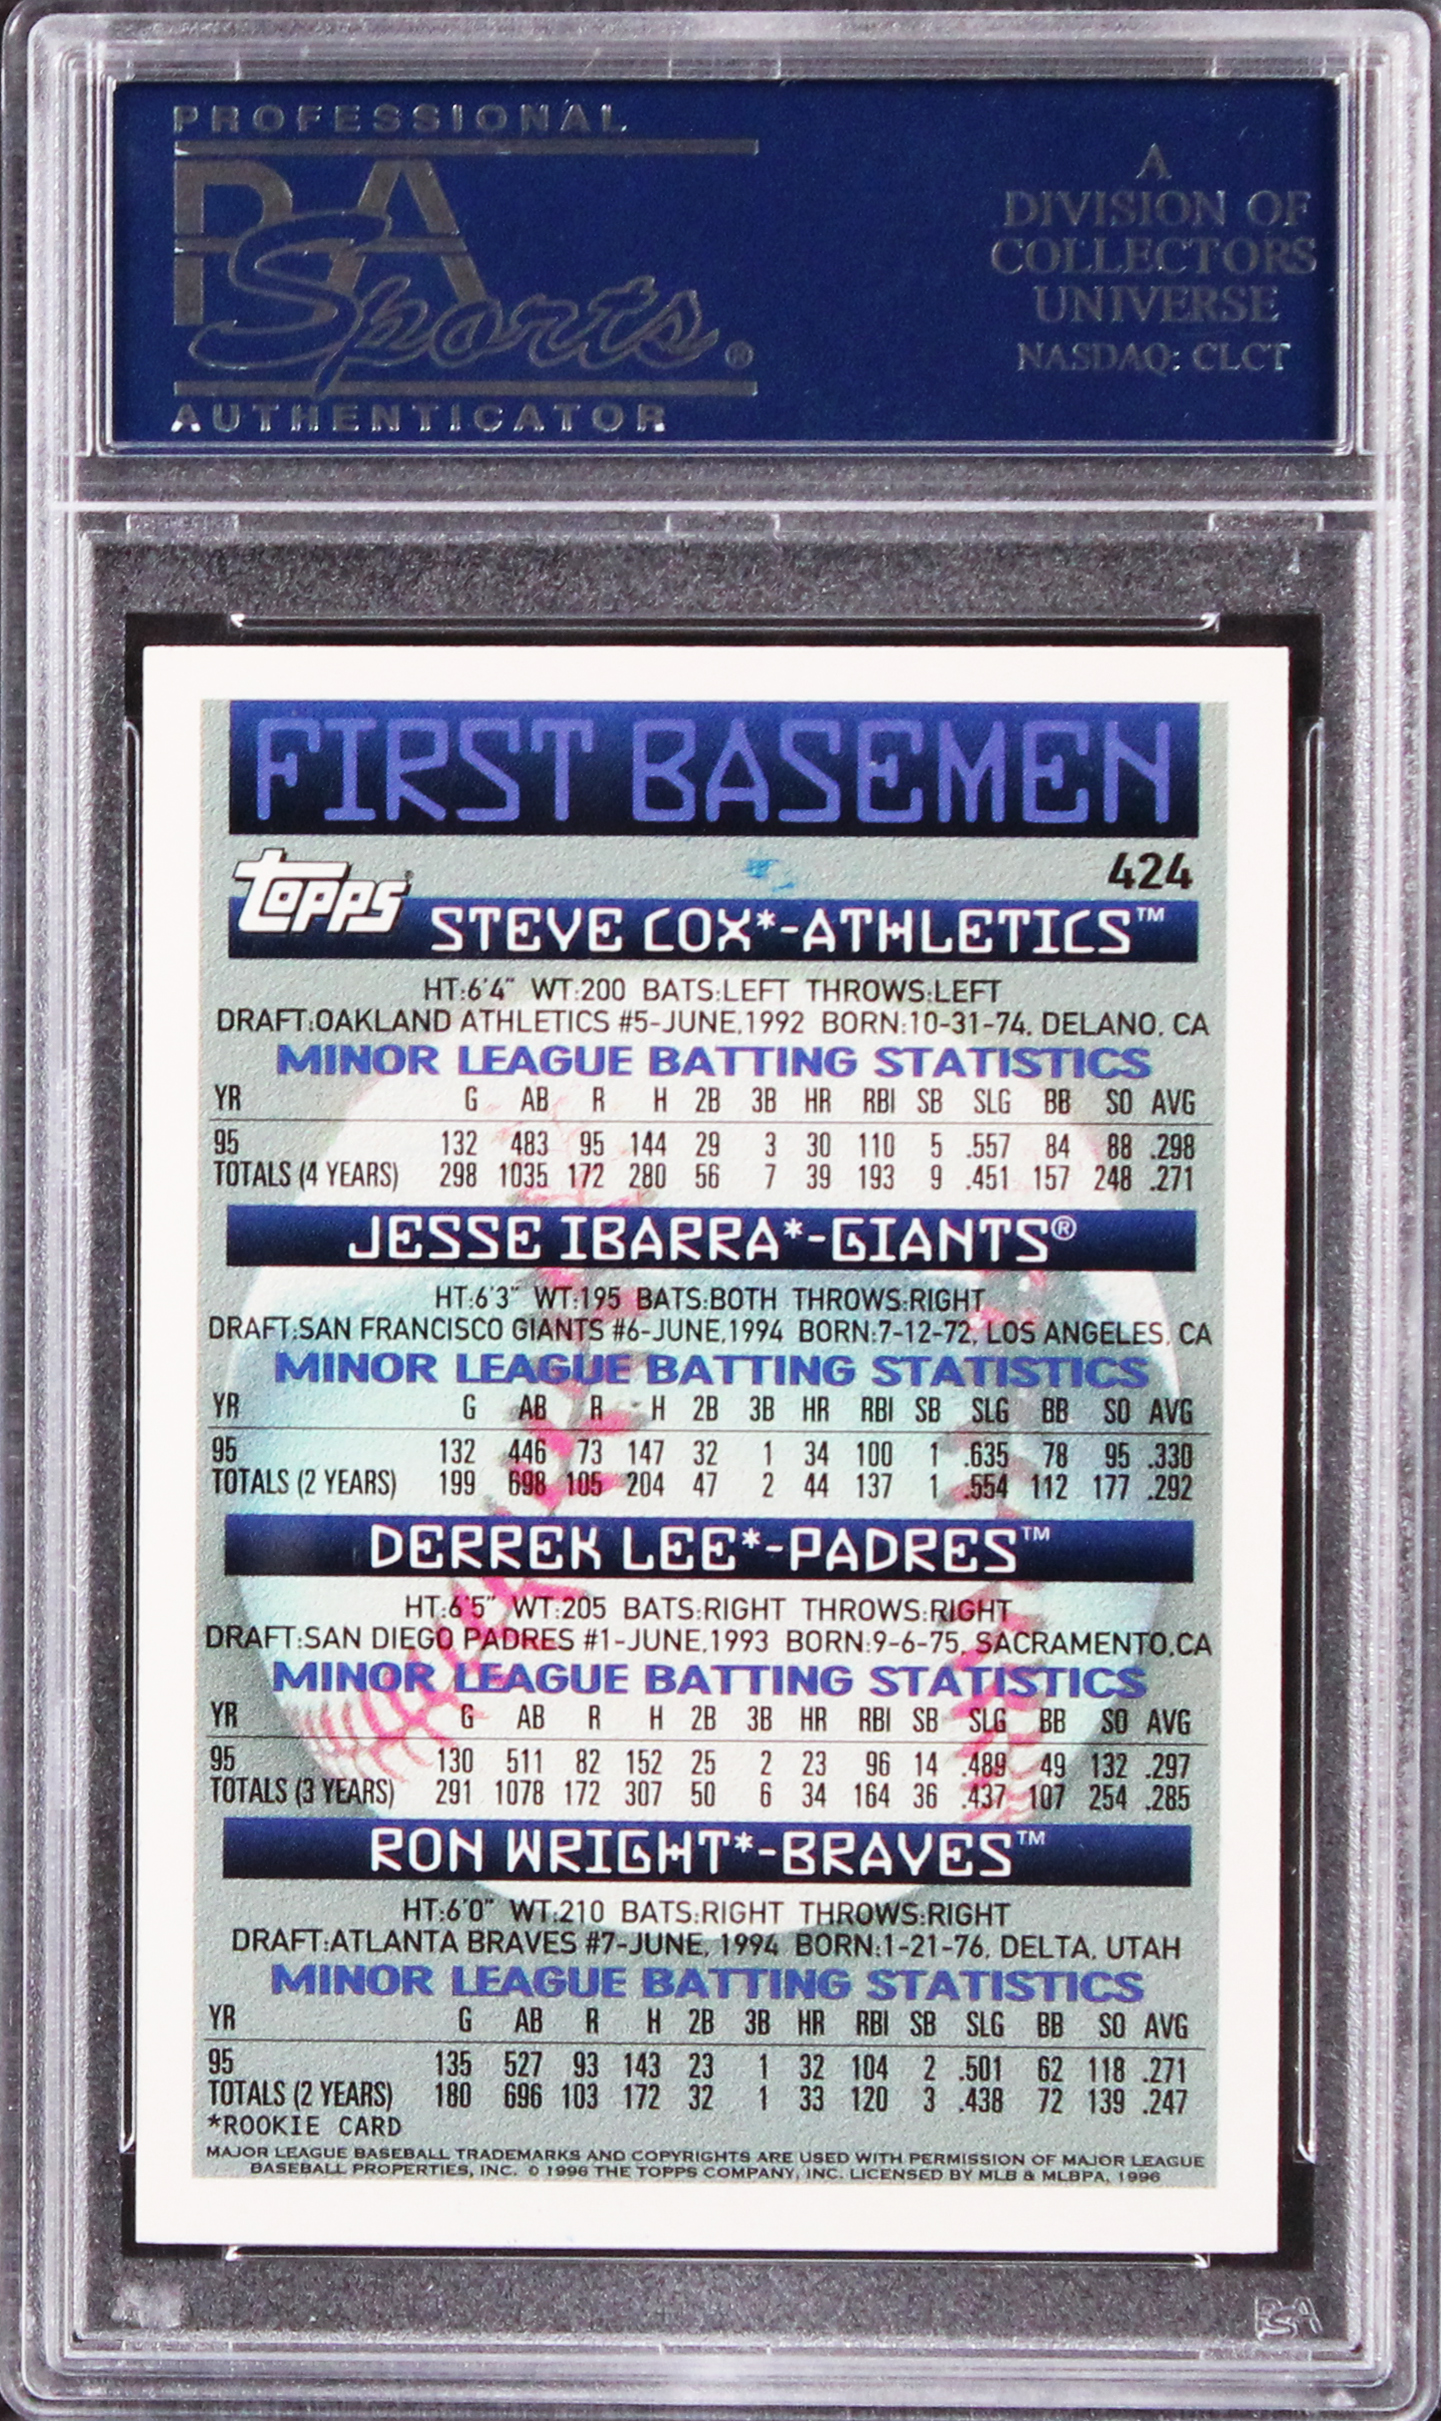 PROFESSIONAL
PSA
Sports®
AUTHENTICATOR
A
DIVISION OF
COLLECTORS
UNIVERSE
NASDAQ: CLCT
FIRST BASEMEN
Topps® 424
STEVE COX*-ATHLETICS™
HT:6'4" WT:200 BATS:LEFT THROWS:LEFT
DRAFT:OAKLAND ATHLETICS #5-JUNE,1992 BORN:10-31-74, DELANO, CA
MINOR LEAGUE BATTING STATISTICS
YR G AB R H 2B 3B HR RBI SB SLG BB SO AVG
95 132 483 95 144 29 3 30 110 5 .557 84 88 .298
TOTALS (4 YEARS) 298 1035 172 280 56 7 39 193 9 .451 157 248 .271
JESSE IBARRA*-GIANTS®
HT:6'3" WT:195 BATS:BOTH THROWS:RIGHT
DRAFT:SAN FRANCISCO GIANTS #6-JUNE,1994 BORN:7-12-72, LOS ANGELES, CA
MINOR LEAGUE BATTING STATISTICS
YR G AB R H 2B 3B HR RBI SB SLG BB SO AVG
95 132 446 73 147 32 1 34 100 1 .635 78 95 .330
TOTALS (2 YEARS) 199 698 105 204 47 2 44 137 1 .554 112 177 .292
DERREK LEE*-PADRES™
HT:6'5" WT:205 BATS:RIGHT THROWS:RIGHT
DRAFT:SAN DIEGO PADRES #1-JUNE,1993 BORN:9-6-75, SACRAMENTO,CA
MINOR LEAGUE BATTING STATISTICS
YR G AB R H 2B 3B HR RBI SB SLG BB SO AVG
95 130 511 82 152 25 2 23 96 14 .489 49 132 .297
TOTALS (3 YEARS) 291 1078 172 307 50 6 34 164 36 .437 107 254 .285
RON WRIGHT*-BRAVES™
HT:6'0" WT:210 BATS:RIGHT THROWS:RIGHT
DRAFT:ATLANTA BRAVES #7-JUNE, 1994 BORN:1-21-76, DELTA, UTAH
MINOR LEAGUE BATTING STATISTICS
YR G AB R H 2B 3B HR RBI SB SLG BB SO AVG
95 135 527 93 143 23 1 32 104 2 .501 62 118 .271
TOTALS (2 YEARS) 180 696 103 172 32 1 33 120 3 .438 72 139 .247
*ROOKIE CARD
MAJOR LEAGUE BASEBALL TRADEMARKS AND COPYRIGHTS ARE USED WITH PERMISSION OF MAJOR LEAGUE
BASEBALL PROPERTIES, INC. © 1996 THE TOPPS COMPANY, INC. LICENSED BY MLB & MLBPA, 1996
PSA